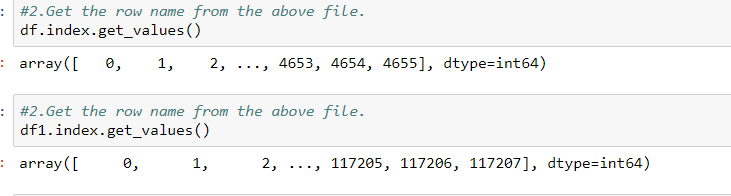 : #2.Get the row name from the above file.
df.index.get_values()
: array([   0,    1,    2, ..., 4653, 4654, 4655], dtype=int64)
: #2.Get the row name from the above file.
df1.index.get_values()
: array([     0,      1,      2, ..., 117205, 117206, 117207], dtype=int64)